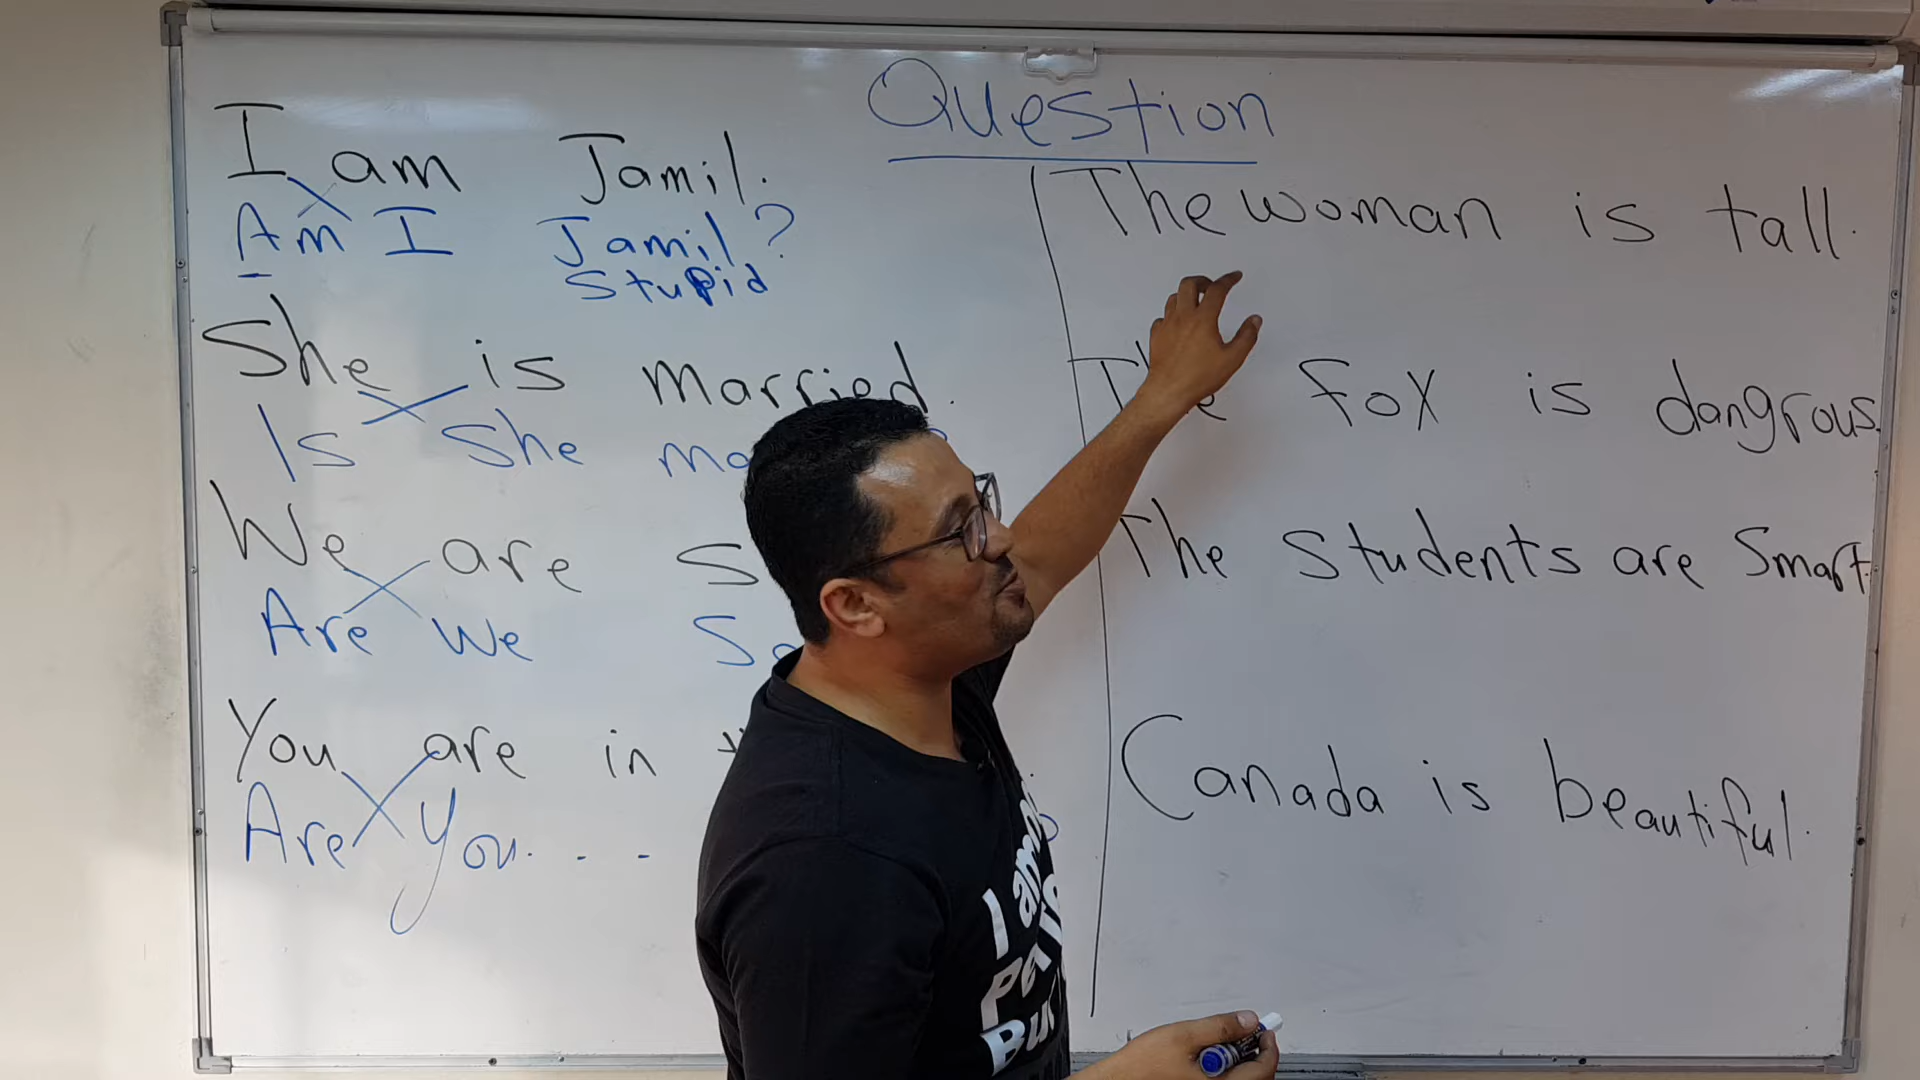 Question
I am Jamil.
Am I Jamil?
Stupid
She is married.
Is She
We are
Are We
You are in
Are You. . -
The woman is tall.
The Fox is dangrous.
The Students are Smart.
Canada is beautiful.
I am